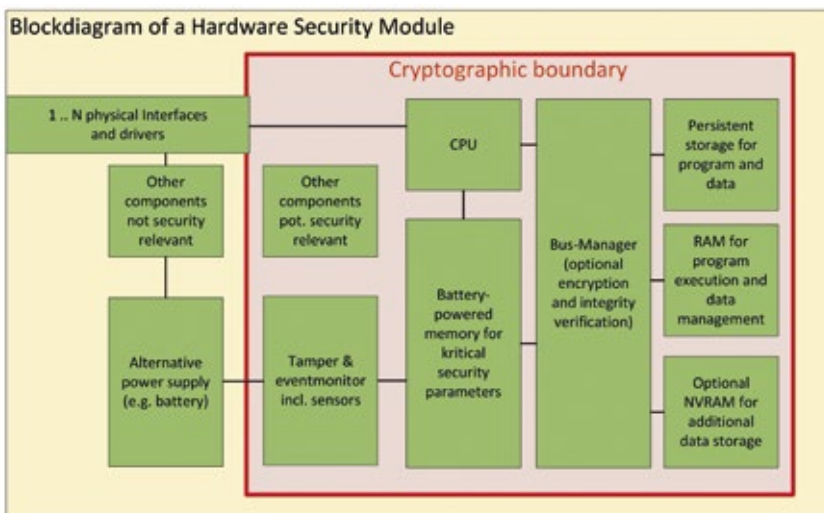 Blockdiagram of a Hardware Security Module
Cryptographic boundary
1 .. N physical Interfaces
and drivers
CPU
Persistent
storage for
program and
data
Other
components
not security
relevant
Other
components
pot. security
relevant
Bus-Manager
(optional
encryption
and integrity
verification)
RAM for
program
execution and
data
management
Alternative
power supply
(e.g. battery)
Tamper &
eventmonitor
incl. sensors
Battery-
powered
memory for
kritical
security
parameters
Optional
NVRAM for
additional
data storage